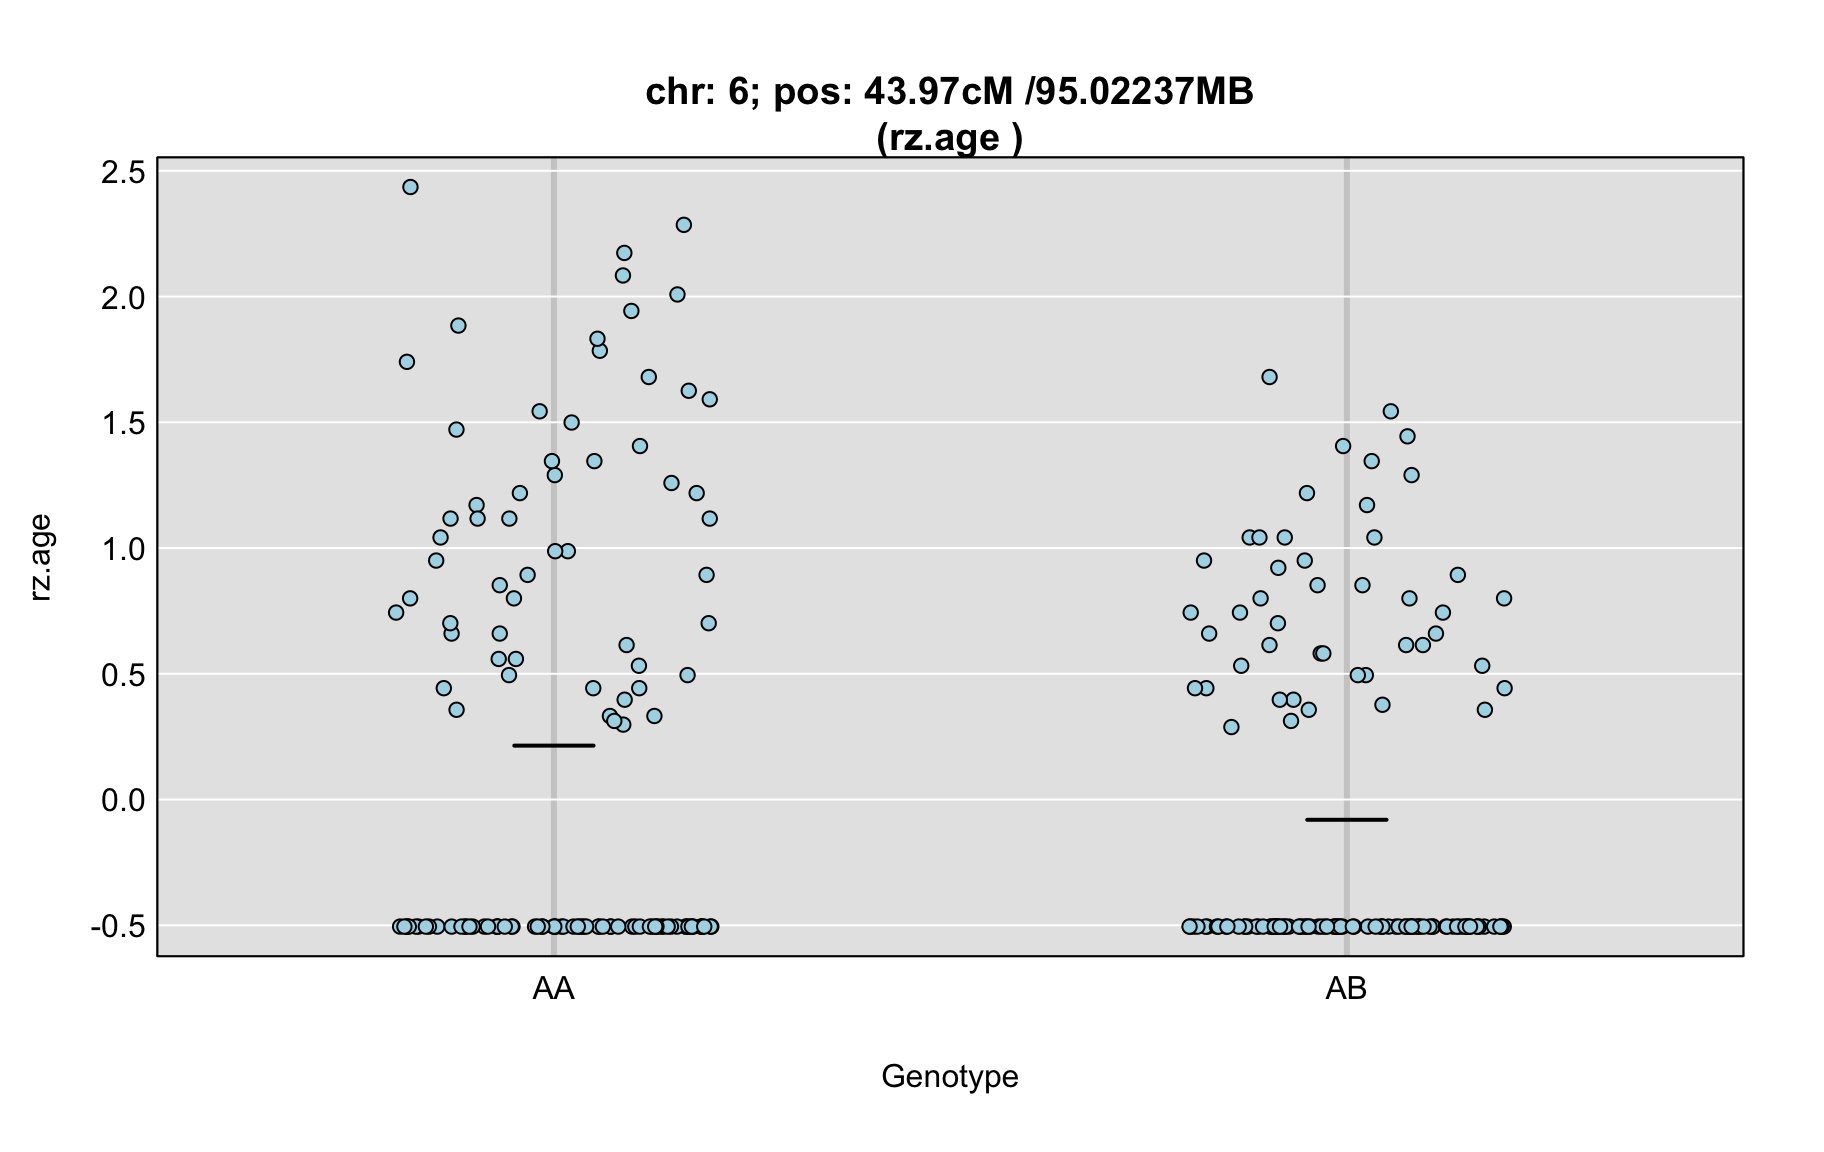 chr: 6; pos: 43.97cM /95.02237MB
(rz.age )
2.5
2.0
1.5
1.0
0.5
0.0
-0.5
rz.age
AA
AB
Genotype